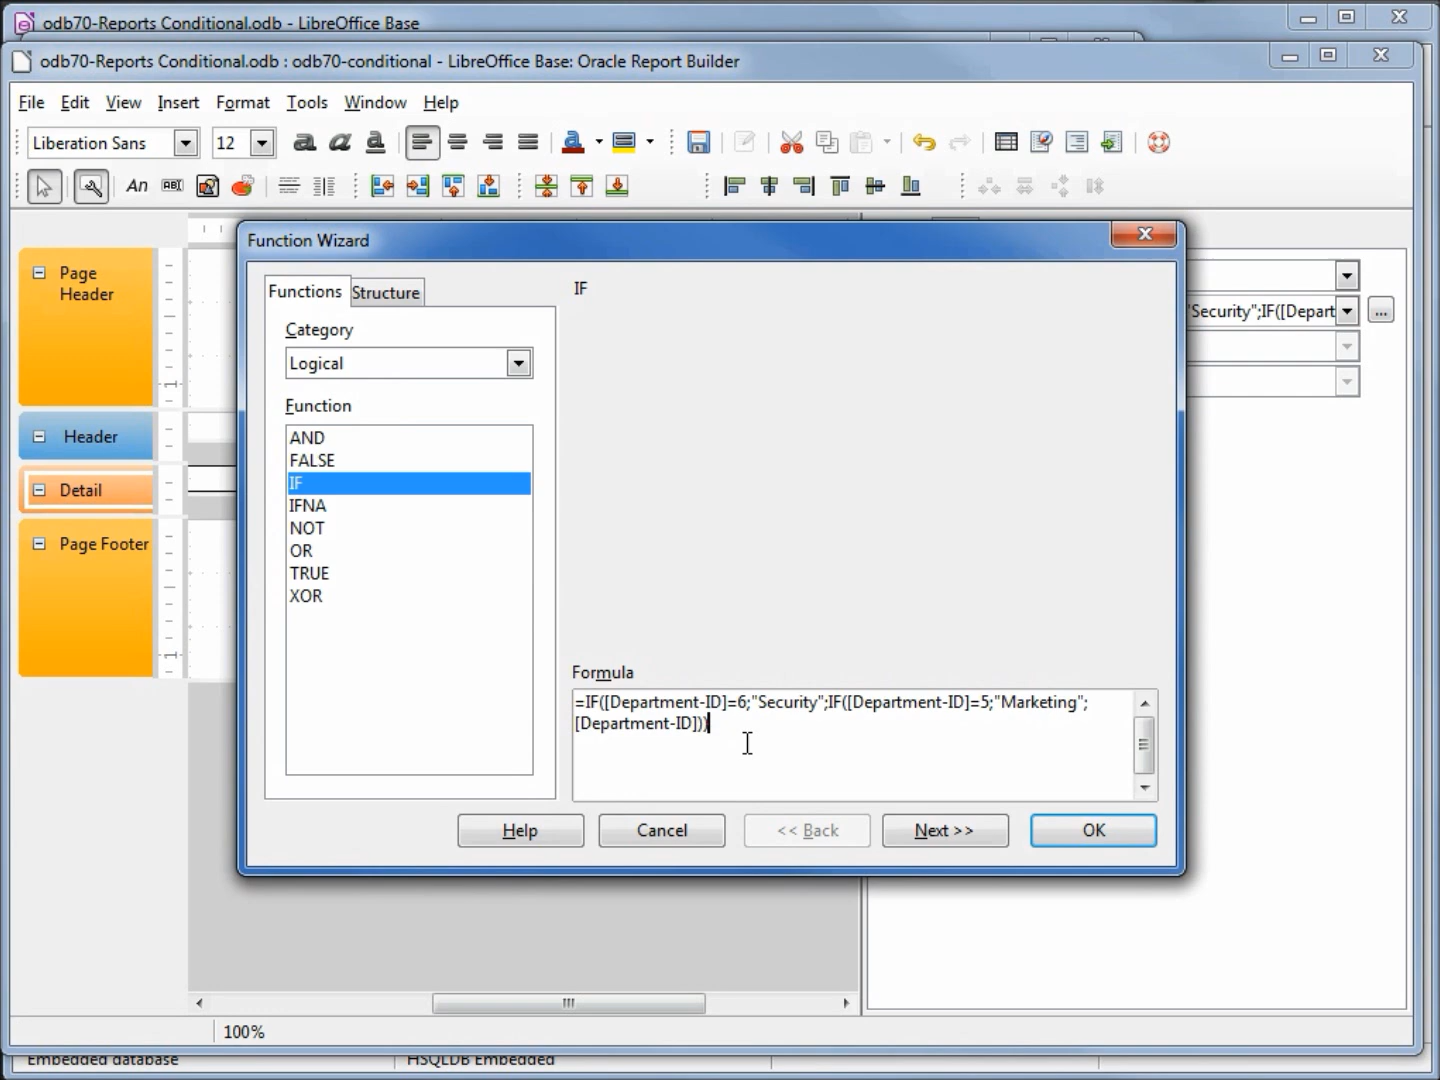 odb70-Reports Conditional.odb - LibreOffice Base
odb70-Reports Conditional.odb : odb70-conditional - LibreOffice Base: Oracle Report Builder
File Edit View Insert Format Tools Window Help
Liberation Sans 12
Function Wizard
Functions Structure
IF
Category
Logical
Function
AND
FALSE
IF
IFNA
NOT
OR
TRUE
XOR
Formula
=IF([Department-ID]=6;"Security";IF([Department-ID]=5;"Marketing";
[Department-ID]))
Help Cancel << Back Next >> OK
Page
Header
Header
Detail
Page Footer
"Security";IF([Depart
...
100%
Embedded database HSQLDB Embedded